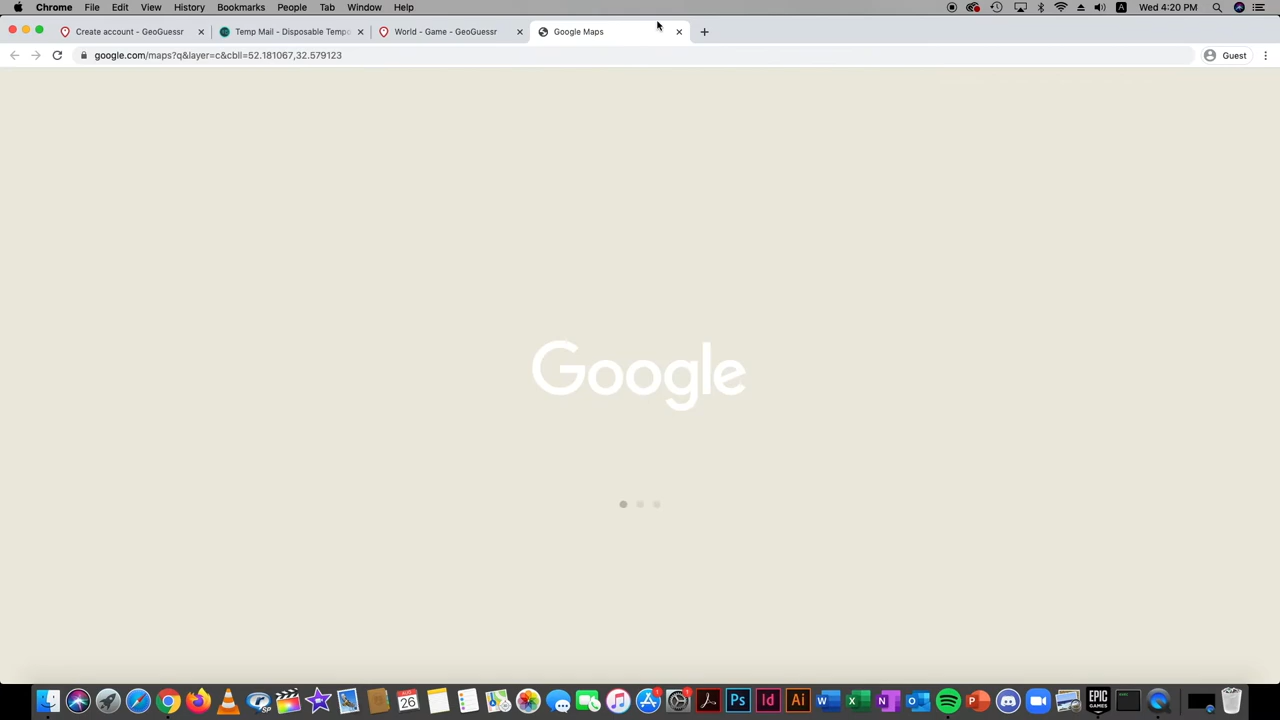 Chrome File Edit View History Bookmarks People Tab Window Help Wed 4:20 PM
Create account - GeoGuessr Temp Mail - Disposable Tempo World - Game - GeoGuessr Google Maps
google.com/maps?q&layer=c&cbll=52.181067,32.579123 Guest
Google